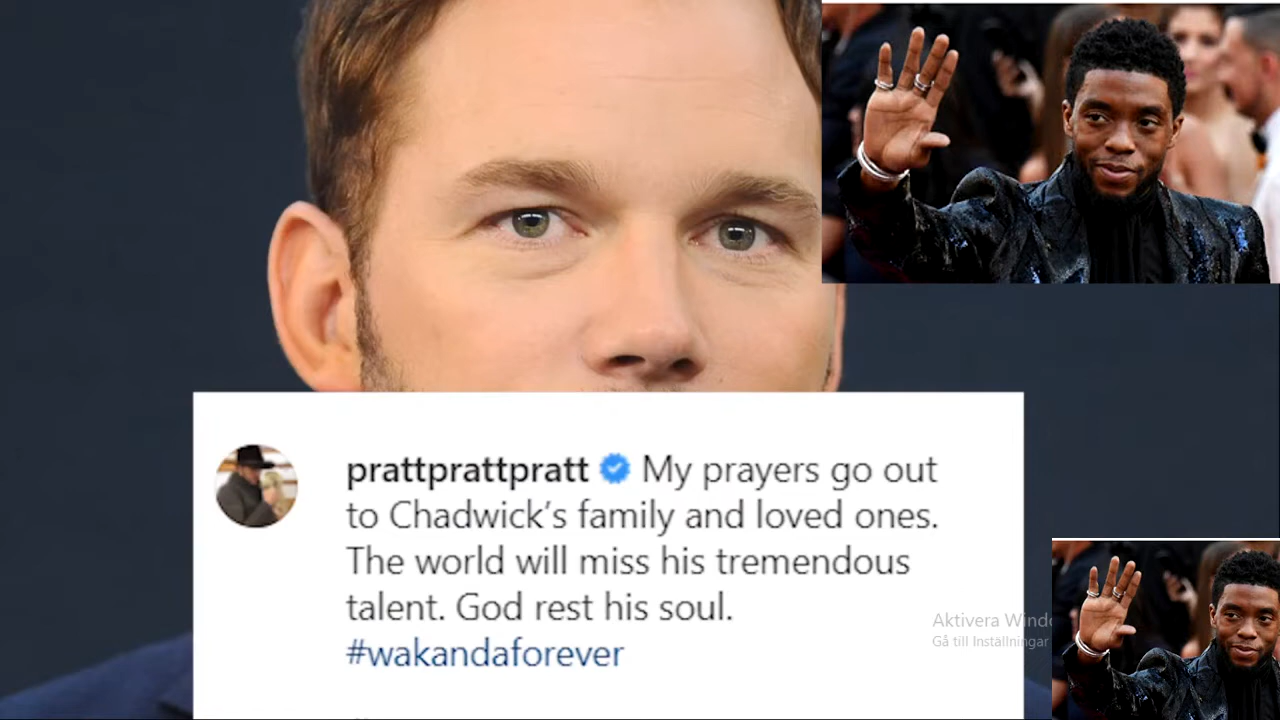 prattprattpratt My prayers go out
to Chadwick’s family and loved ones.
The world will miss his tremendous
talent. God rest his soul.
#wakandaforever
Aktivera
Gå till Inställningar